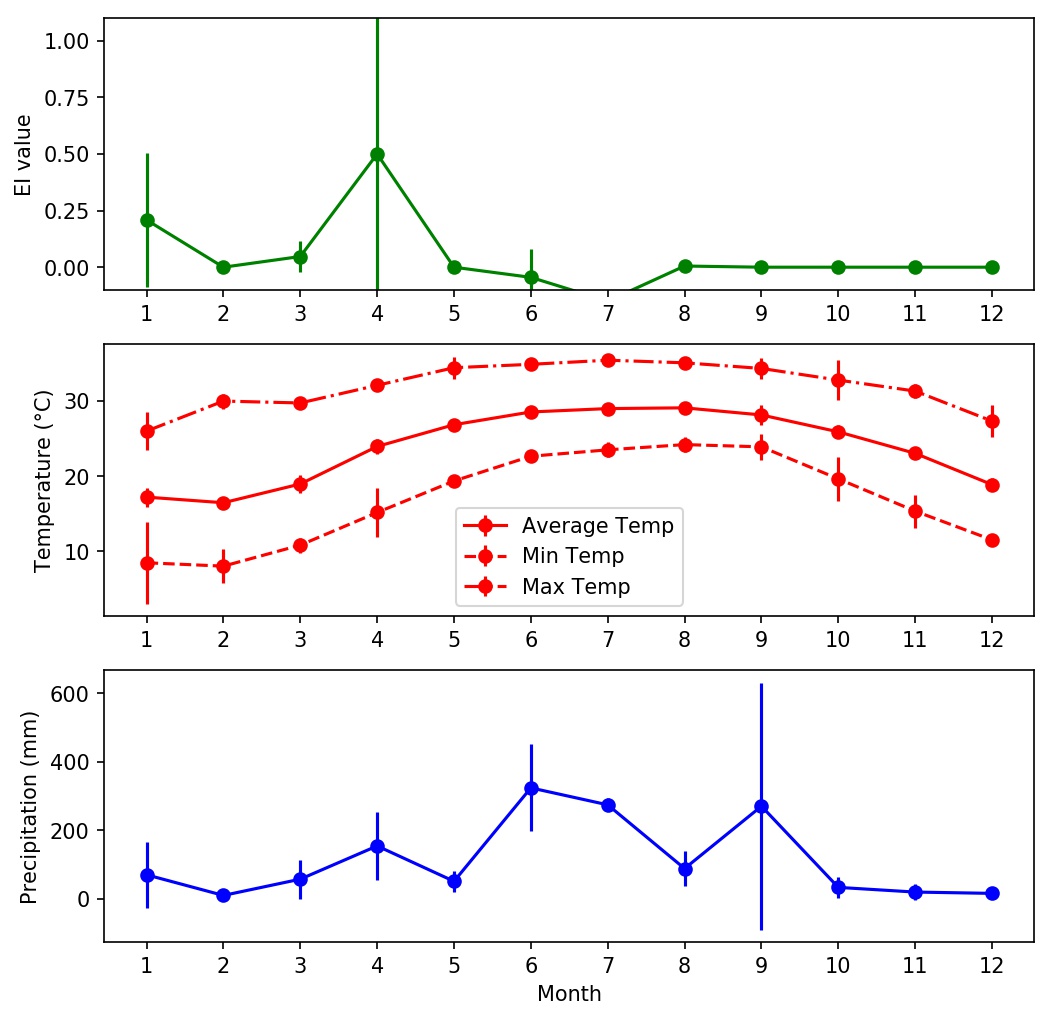 1.00
0.75
0.50
0.25
0.00
EI value
1 2 3 4 5 6 7 8 9 10 11 12
30
20
10
Temperature (°C)
Average Temp
Min Temp
Max Temp
1 2 3 4 5 6 7 8 9 10 11 12
600
400
200
0
Precipitation (mm)
1 2 3 4 5 6 7 8 9 10 11 12
Month